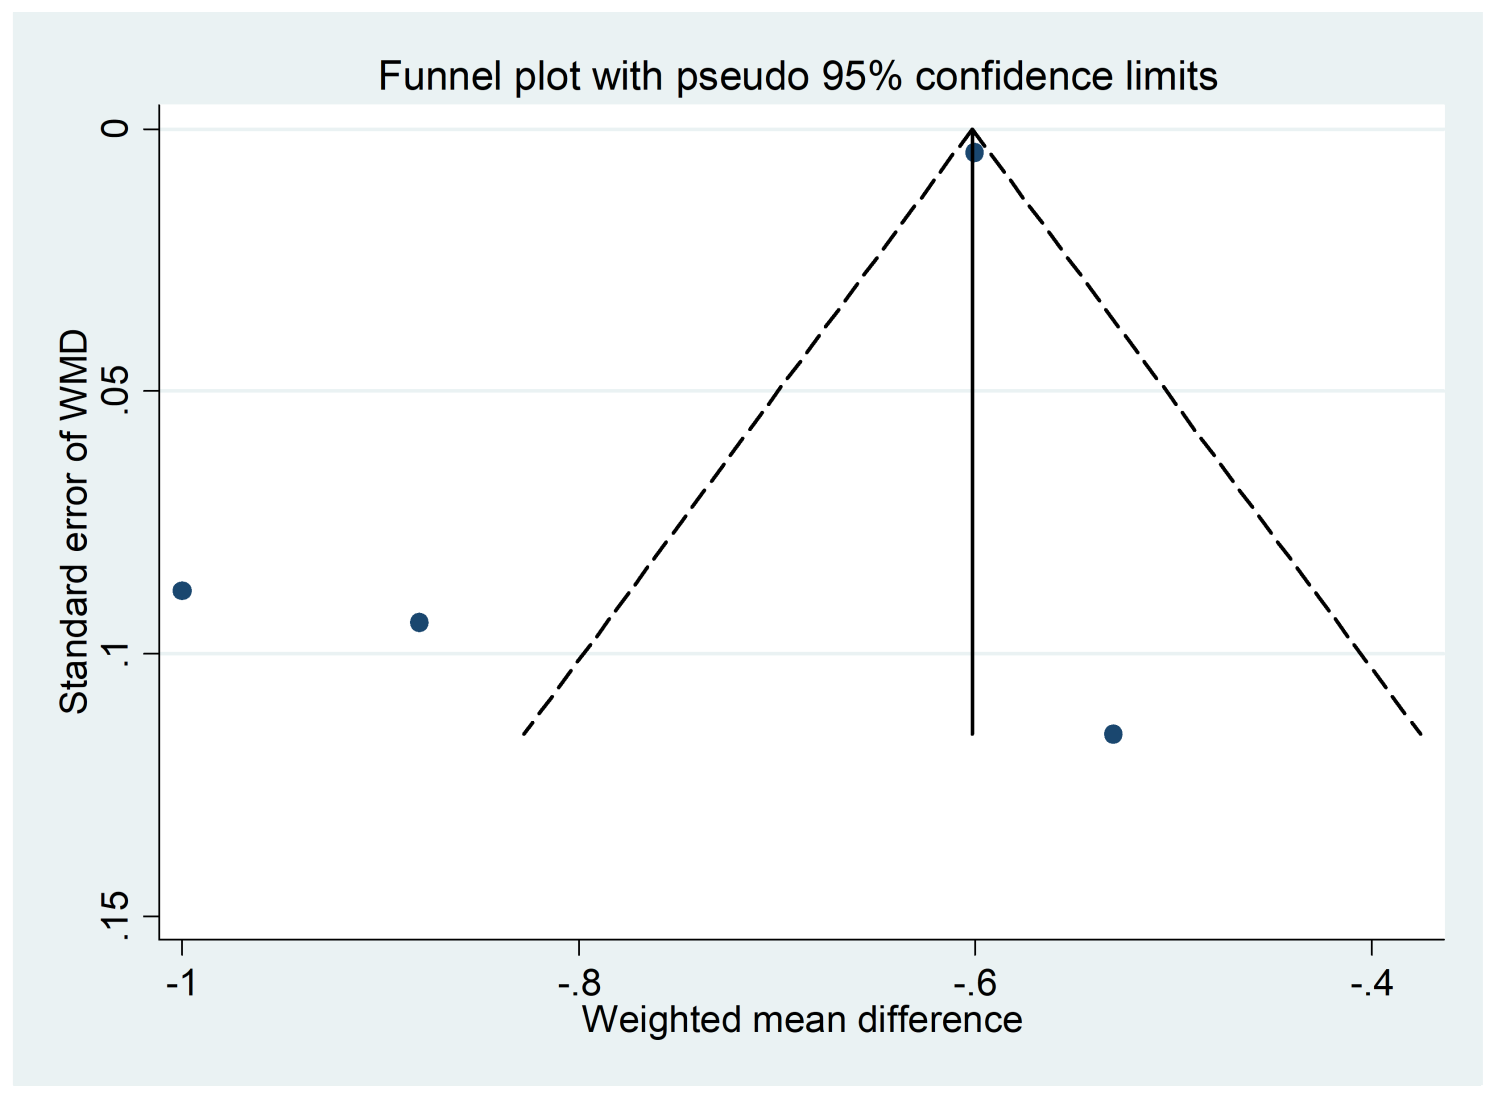 Funnel plot with pseudo 95% confidence limits
Standard error of WMD
0
.05
.1
.15
-1
-.8
-.6
-.4
Weighted mean difference